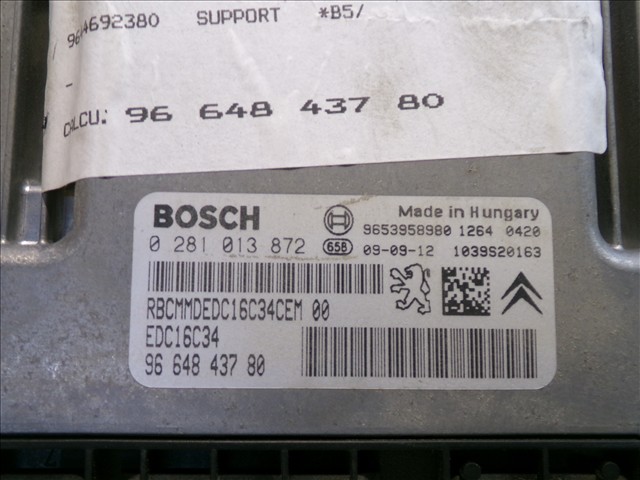 9664692380 SUPPORT *B5/
-
CALCU: 96 648 437 80
BOSCH
Made in Hungary
9653958980 1264 0420
0 281 013 872 65B 09-09-12 1039S20163
RBCMMDEDC16C34CEM 00
EDC16C34
96 648 437 80